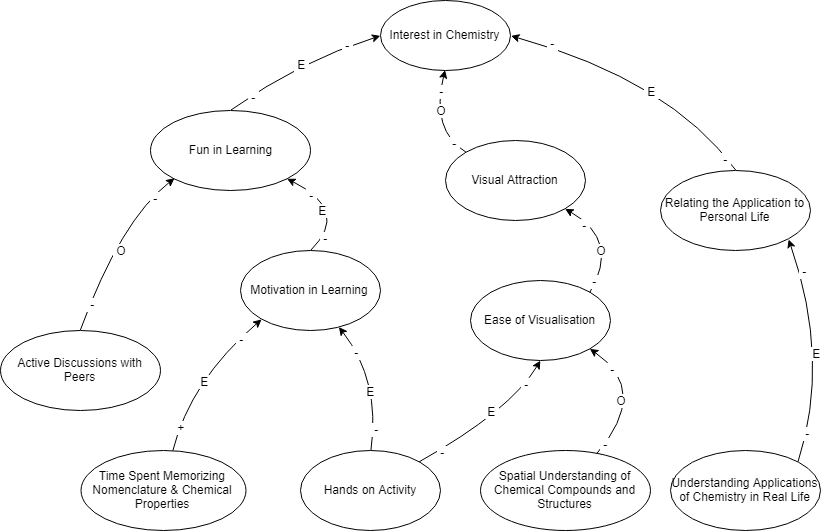 Interest in Chemistry
-
-
E
-
E
-
O
-
Fun in Learning
-
-
Visual Attraction
Relating the Application to
Personal Life
-
-
-
E
-
O
-
O
-
-
Motivation in Learning
-
-
Ease of Visualisation
E
-
-
-
-
Active Discussions with
Peers
E
E
-
E
O
+
-
-
-
-
Time Spent Memorizing
Nomenclature & Chemical
Properties
Hands on Activity
Spatial Understanding of
Chemical Compounds and
Structures
Understanding Applications
of Chemistry in Real Life